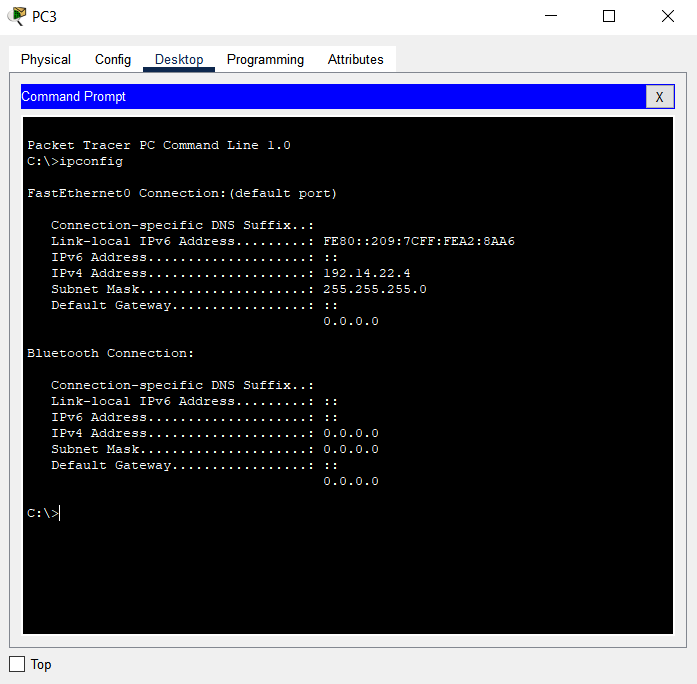 PC3
Physical Config Desktop Programming Attributes
Command Prompt X
Packet Tracer PC Command Line 1.0
C:\>ipconfig
FastEthernet0 Connection:(default port)
Connection-specific DNS Suffix..:
Link-local IPv6 Address.........: FE80::209:7CFF:FEA2:8AA6
IPv6 Address....................: ::
IPv4 Address....................: 192.14.22.4
Subnet Mask.....................: 255.255.255.0
Default Gateway.................: ::
0.0.0.0
Bluetooth Connection:
Connection-specific DNS Suffix..:
Link-local IPv6 Address.........: ::
IPv6 Address....................: ::
IPv4 Address....................: 0.0.0.0
Subnet Mask.....................: 0.0.0.0
Default Gateway.................: ::
0.0.0.0
C:\>
Top